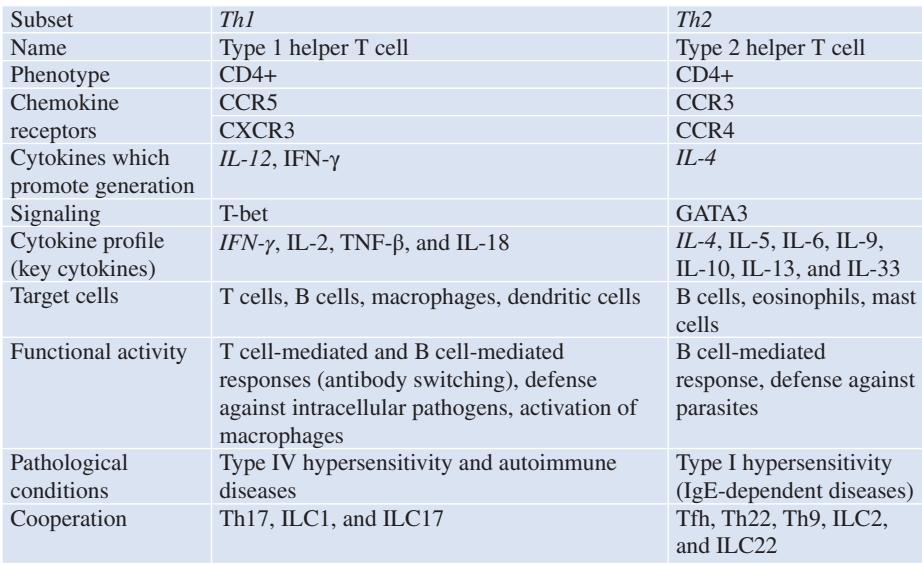 Subset Th1 Th2
Name Type 1 helper T cell Type 2 helper T cell
Phenotype CD4+ CD4+
Chemokine CCR5 CCR3
receptors CXCR3 CCR4
Cytokines which IL-12, IFN-γ IL-4
promote generation
Signaling T-bet GATA3
Cytokine profile IFN-γ, IL-2, TNF-β, and IL-18 IL-4, IL-5, IL-6, IL-9,
(key cytokines) IL-10, IL-13, and IL-33
Target cells T cells, B cells, macrophages, dendritic cells B cells, eosinophils, mast
cells
Functional activity T cell-mediated and B cell-mediated B cell-mediated
responses (antibody switching), defense response, defense against
against intracellular pathogens, activation of parasites
macrophages
Pathological Type IV hypersensitivity and autoimmune Type I hypersensitivity
conditions diseases (IgE-dependent diseases)
Cooperation Th17, ILC1, and ILC17 Tfh, Th22, Th9, ILC2,
and ILC22